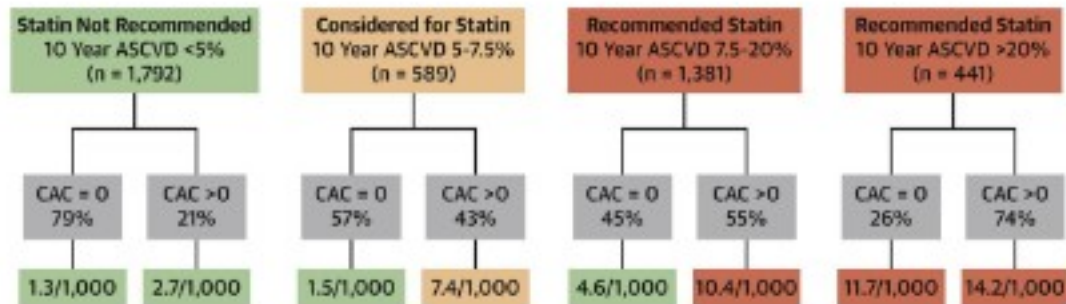 Statin Not Recommended
10 Year ASCVD <5%
(n = 1,792)
Considered for Statin
10 Year ASCVD 5-7.5%
(n = 589)
Recommended Statin
10 Year ASCVD 7.5-20%
(n = 1,381)
Recommended Statin
10 Year ASCVD >20%
(n = 441)
CAC = 0
79%
CAC >0
21%
CAC = 0
57%
CAC >0
43%
CAC = 0
45%
CAC >0
55%
CAC = 0
26%
CAC >0
74%
1.3/1,000
2.7/1,000
1.5/1,000
7.4/1,000
4.6/1,000
10.4/1,000
11.7/1,000
14.2/1,000